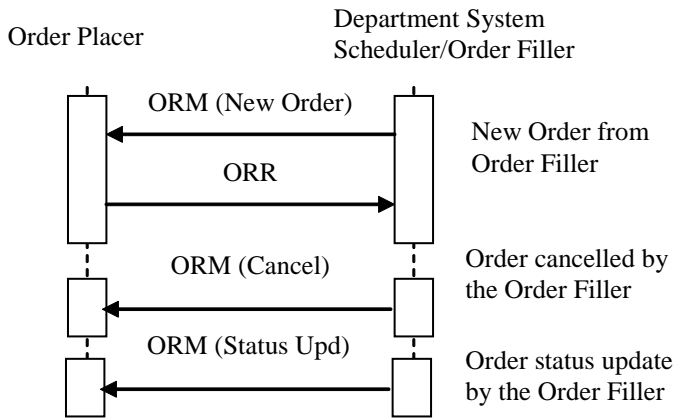 Order Placer
Department System
Scheduler/Order Filler
ORM (New Order)
New Order from
Order Filler
ORR
ORM (Cancel)
Order cancelled by
the Order Filler
ORM (Status Upd)
Order status update
by the Order Filler